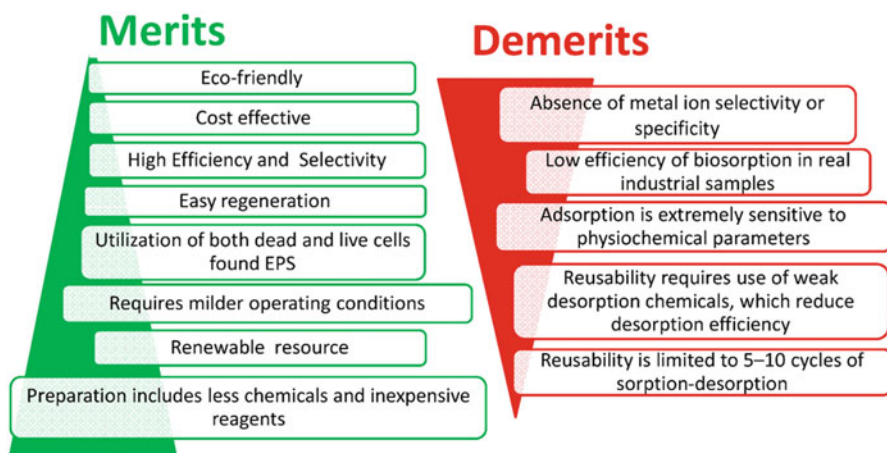 Merits
Eco-friendly
Cost effective
High Efficiency and Selectivity
Easy regeneration
Utilization of both dead and live cells
found EPS
Requires milder operating conditions
Renewable resource
Preparation includes less chemicals and inexpensive
reagents
Demerits
Absence of metal ion selectivity or
specificity
Low efficiency of biosorption in real
industrial samples
Adsorption is extremely sensitive to
physiochemical parameters
Reusability requires use of weak
desorption chemicals, which reduce
desorption efficiency
Reusability is limited to 5–10 cycles of
sorption-desorption